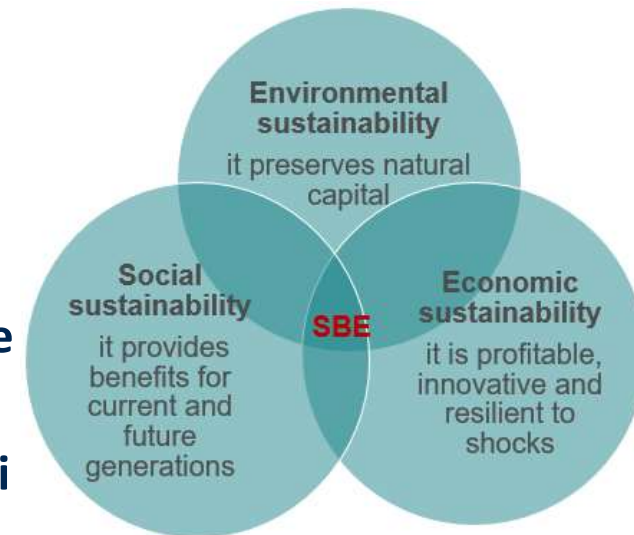 Environmental
sustainability
it preserves natural
capital
Social
sustainability
it provides
benefits for
current and
future
generations
SBE
Economic
sustainability
it is profitable,
innovative and
resilient to
shocks
e
i